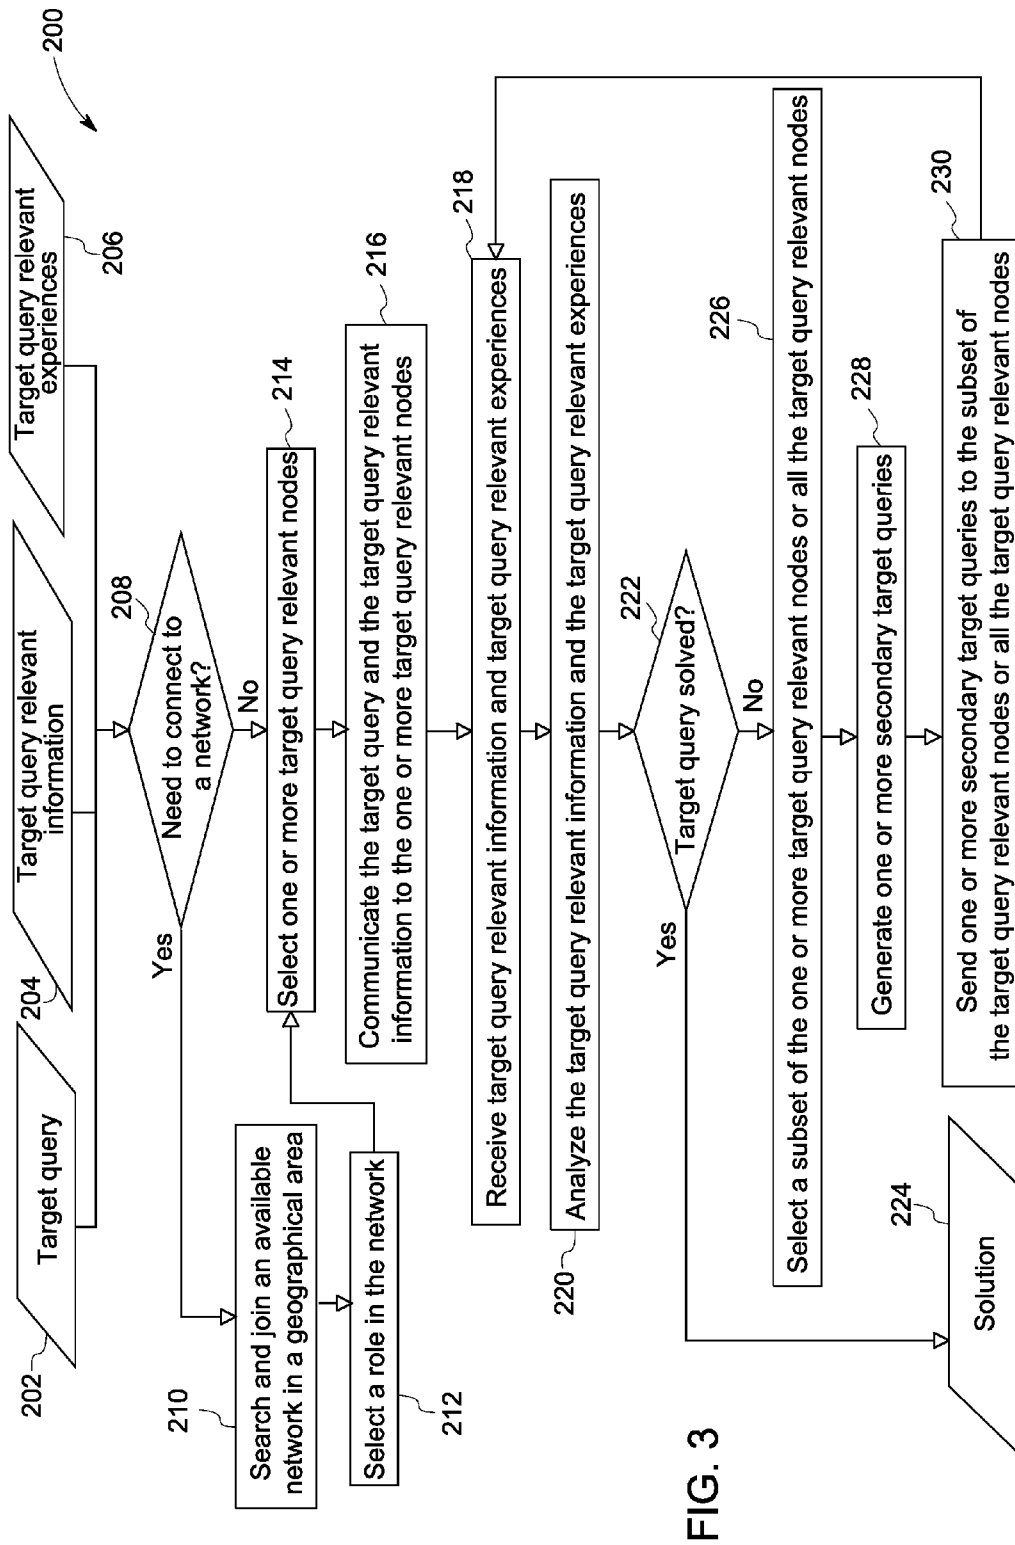 200
Target query
202
Target query relevant
information
204
Target query relevant
experiences
206
Need to connect to
a network?
208
Yes
No
Search and join an available
network in a geographical area
210
Select a role in the network
212
Select one or more target query relevant nodes
214
Communicate the target query and the target query relevant
information to the one or more target query relevant nodes
216
Receive target query relevant information and target query relevant experiences
218
Analyze the target query relevant information and the target query relevant experiences
220
Target query solved?
222
Yes
No
Solution
224
Select a subset of the one or more target query relevant nodes or all the target query relevant nodes
226
Generate one or more secondary target queries
228
Send one or more secondary target queries to the subset of
the target query relevant nodes or all the target query relevant nodes
230
FIG. 3